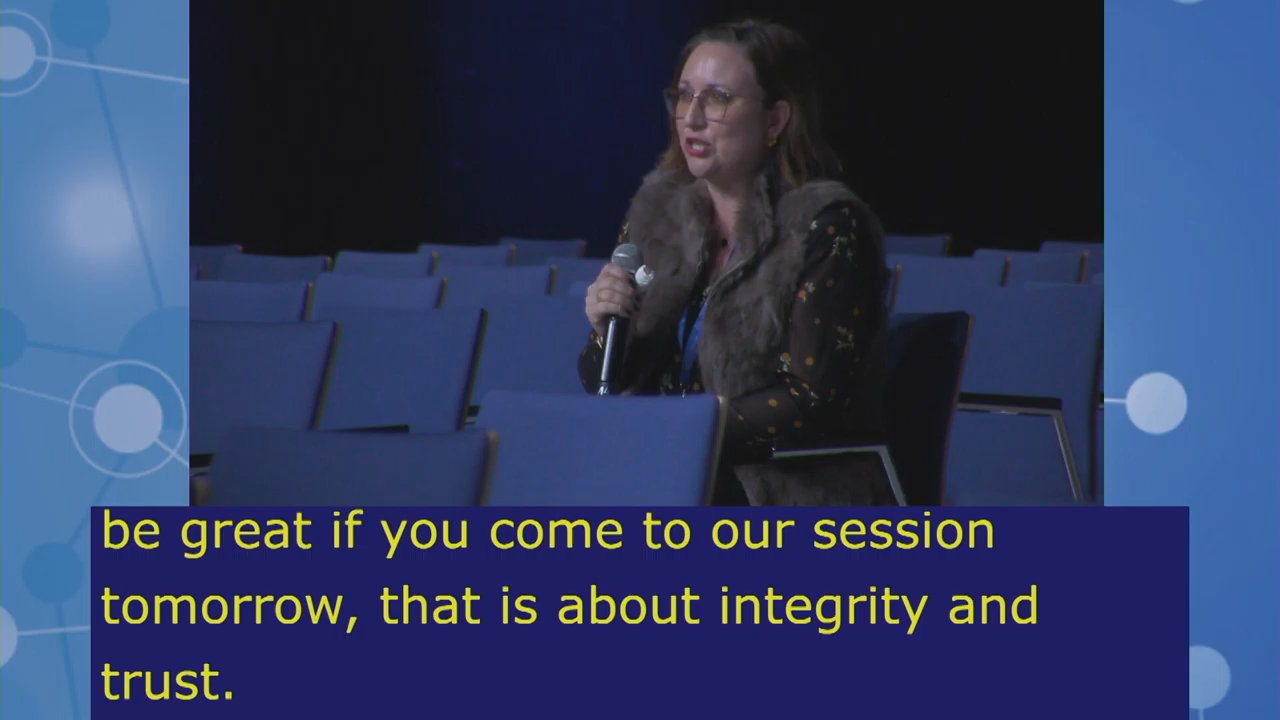 be great if you come to our session
tomorrow, that is about integrity and
trust.